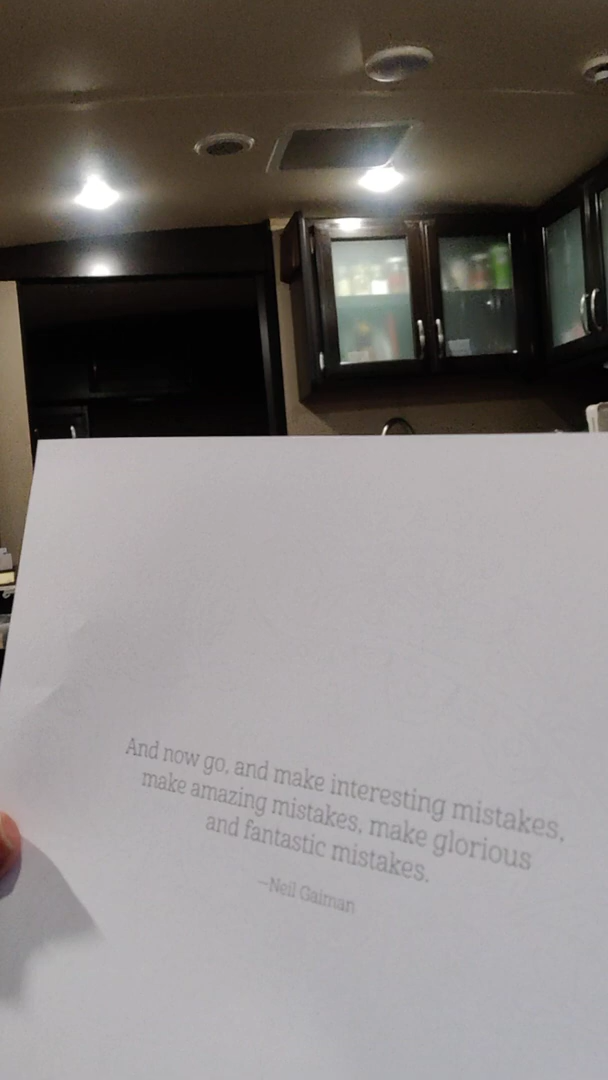 And now go, and make interesting mistakes,
make amazing mistakes, make glorious
and fantastic mistakes.
—Neil Gaiman